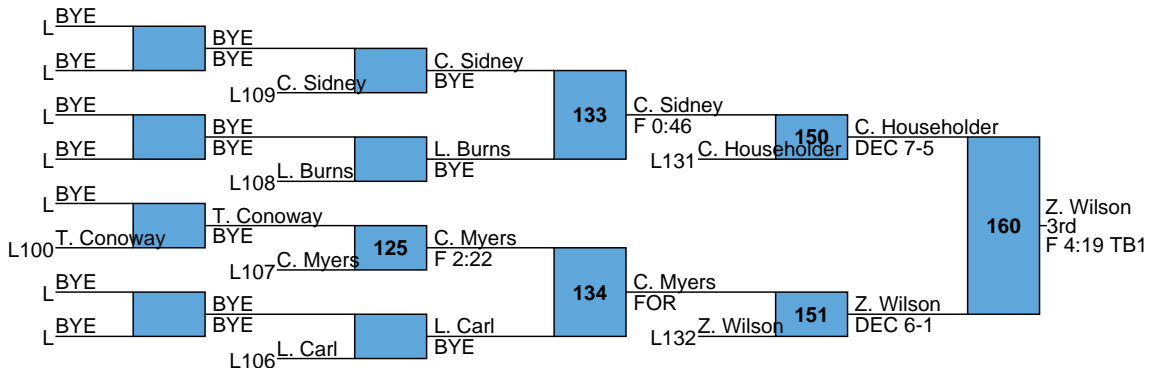 L BYE
L BYE
BYE
BYE
L109 C. Sidney
C. Sidney
BYE
L BYE
L BYE
BYE
BYE
L108 L. Burns
L. Burns
BYE
133
C. Sidney
F 0:46
L131 C. Householder
150
C. Householder
DEC 7-5
L BYE
L100 T. Conoway
T. Conoway
BYE
L107 C. Myers
125
C. Myers
F 2:22
L BYE
L BYE
BYE
BYE
L106 L. Carl
L. Carl
BYE
134
C. Myers
FOR
L132 Z. Wilson
151
Z. Wilson
DEC 6-1
160
Z. Wilson
3rd
F 4:19 TB1